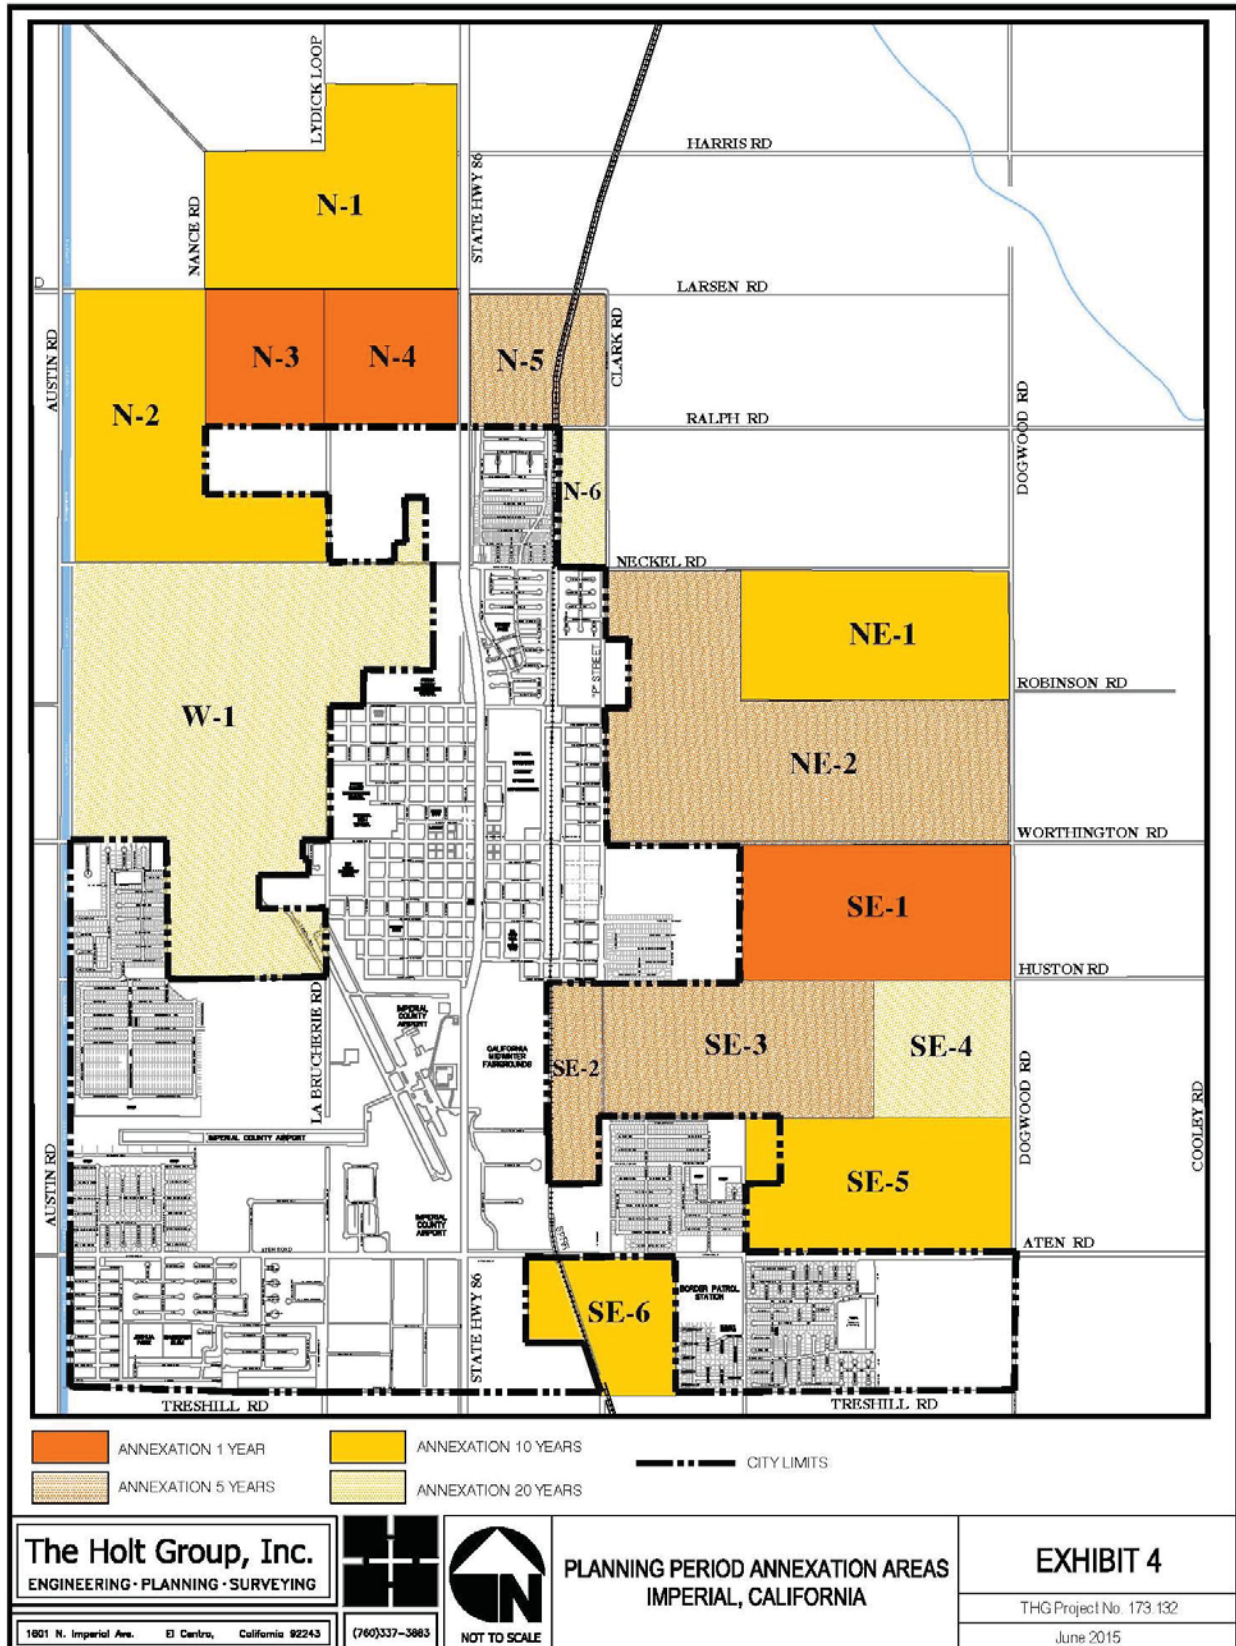 LYDICK LOOP
HARRIS RD
STATE HWY 86
NANCE RD
N-1
LARSEN RD
D
AUSTIN RD
N-3
N-4
N-5
CLARK RD
N-2
RALPH RD
DOGWOOD RD
N-6
NECKEL RD
NE-1
"P" STREET
ROBINSON RD
W-1
NE-2
WORTHINGTON RD
SE-1
HUSTON RD
LA BRUCHERIE RD
IMPERIAL
COUNTY
AIRPORT
CALIFORNIA
MIDWINTER
FAIRGROUNDS
SE-2
SE-3
SE-4
DOGWOOD RD
COOLEY RD
IMPERIAL COUNTY AIRPORT
AUSTIN RD
SE-5
IMPERIAL
COUNTY
AIRPORT
ATEN ROAD
ATEN RD
STATE HWY 86
SE-6
BORDER PATROL
STATION
JOSHUA
PARK
TRESHILL RD
TRESHILL RD
ANNEXATION 1 YEAR
ANNEXATION 10 YEARS
CITY LIMITS
ANNEXATION 5 YEARS
ANNEXATION 20 YEARS
The Holt Group, Inc.
ENGINEERING · PLANNING · SURVEYING
1601 N. Imperial Ave. El Centro, California 92243
(760)337-3883
N
NOT TO SCALE
PLANNING PERIOD ANNEXATION AREAS
IMPERIAL, CALIFORNIA
EXHIBIT 4
THG Project No. 173.132
June 2015